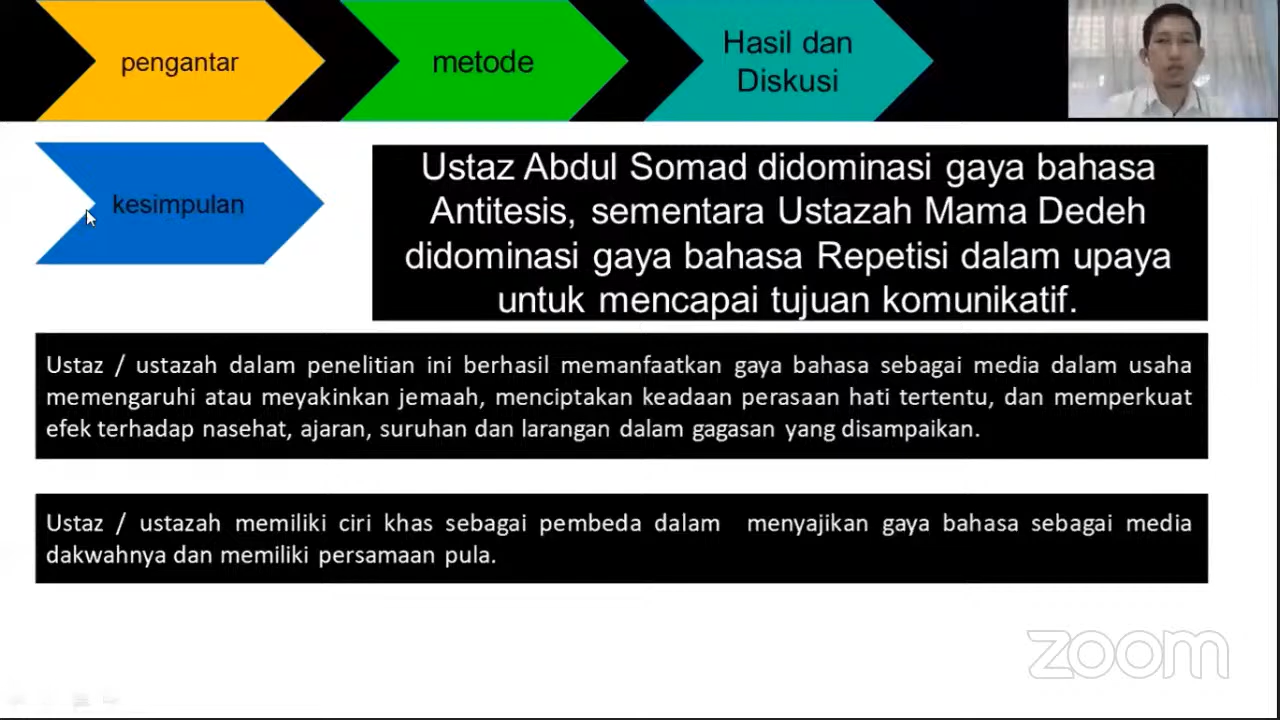 pengantar
metode
Hasil dan
Diskusi
kesimpulan
Ustaz Abdul Somad didominasi gaya bahasa
Antitesis, sementara Ustazah Mama Dedeh
didominasi gaya bahasa Repetisi dalam upaya
untuk mencapai tujuan komunikatif.
Ustaz / ustazah dalam penelitian ini berhasil memanfaatkan gaya bahasa sebagai media dalam usaha
memengaruhi atau meyakinkan jemaah, menciptakan keadaan perasaan hati tertentu, dan memperkuat
efek terhadap nasehat, ajaran, suruhan dan larangan dalam gagasan yang disampaikan.
Ustaz / ustazah memiliki ciri khas sebagai pembeda dalam menyajikan gaya bahasa sebagai media
dakwahnya dan memiliki persamaan pula.
zoom